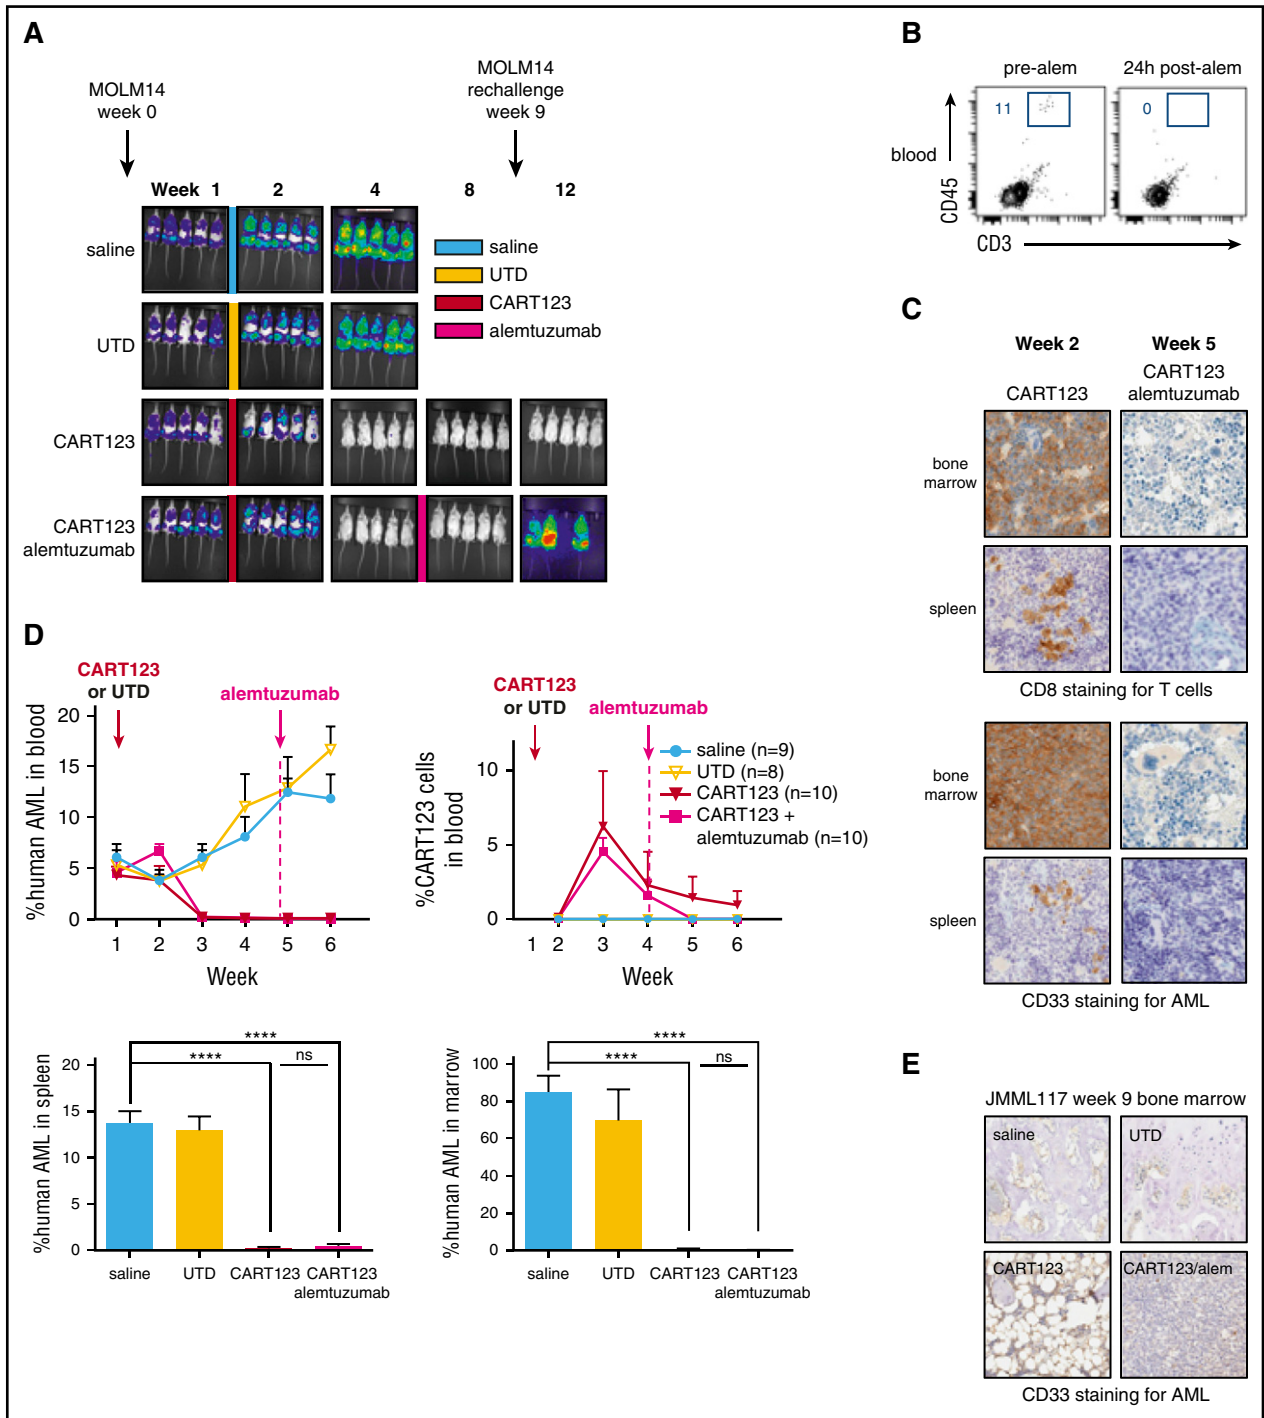 A
MOLM14
week 0
MOLM14
rechallenge
week 9
Week 1 2 4 8 12
saline
UTD
CART123
CART123
alemtuzumab
saline
UTD
CART123
alemtuzumab
B
pre-alem 24h post-alem
11 0
blood
CD45
CD3
C
Week 2 Week 5
CART123 CART123
alemtuzumab
bone
marrow
spleen
CD8 staining for T cells
bone
marrow
spleen
CD33 staining for AML
D
CART123
or UTD
alemtuzumab
%human AML in blood
20
15
10
5
0
1 2 3 4 5 6
Week
CART123
or UTD
alemtuzumab
saline (n=9)
UTD (n=8)
CART123 (n=10)
CART123 +
alemtuzumab (n=10)
%CART123 cells
in blood
10
5
0
1 2 3 4 5 6
Week
%human AML in spleen
20
15
10
5
0
****
****
ns
saline UTD CART123 CART123
alemtuzumab
%human AML in marrow
100
80
60
40
20
0
****
****
ns
saline UTD CART123 CART123
alemtuzumab
E
JMML117 week 9 bone marrow
saline UTD
CART123 CART123/alem
CD33 staining for AML